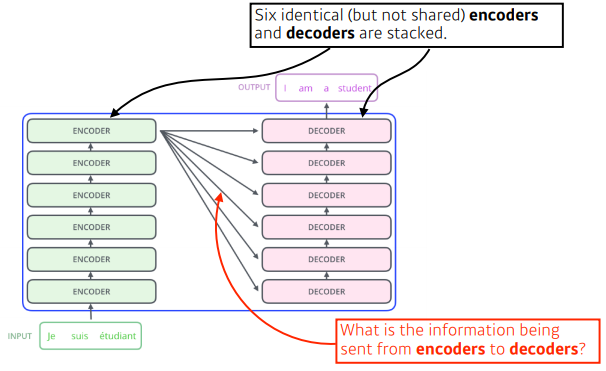 Six identical (but not shared) encoders
and decoders are stacked.
OUTPUT I am a student
ENCODER DECODER
ENCODER DECODER
ENCODER DECODER
ENCODER DECODER
ENCODER DECODER
ENCODER DECODER
INPUT Je suis étudiant
What is the information being
sent from encoders to decoders?